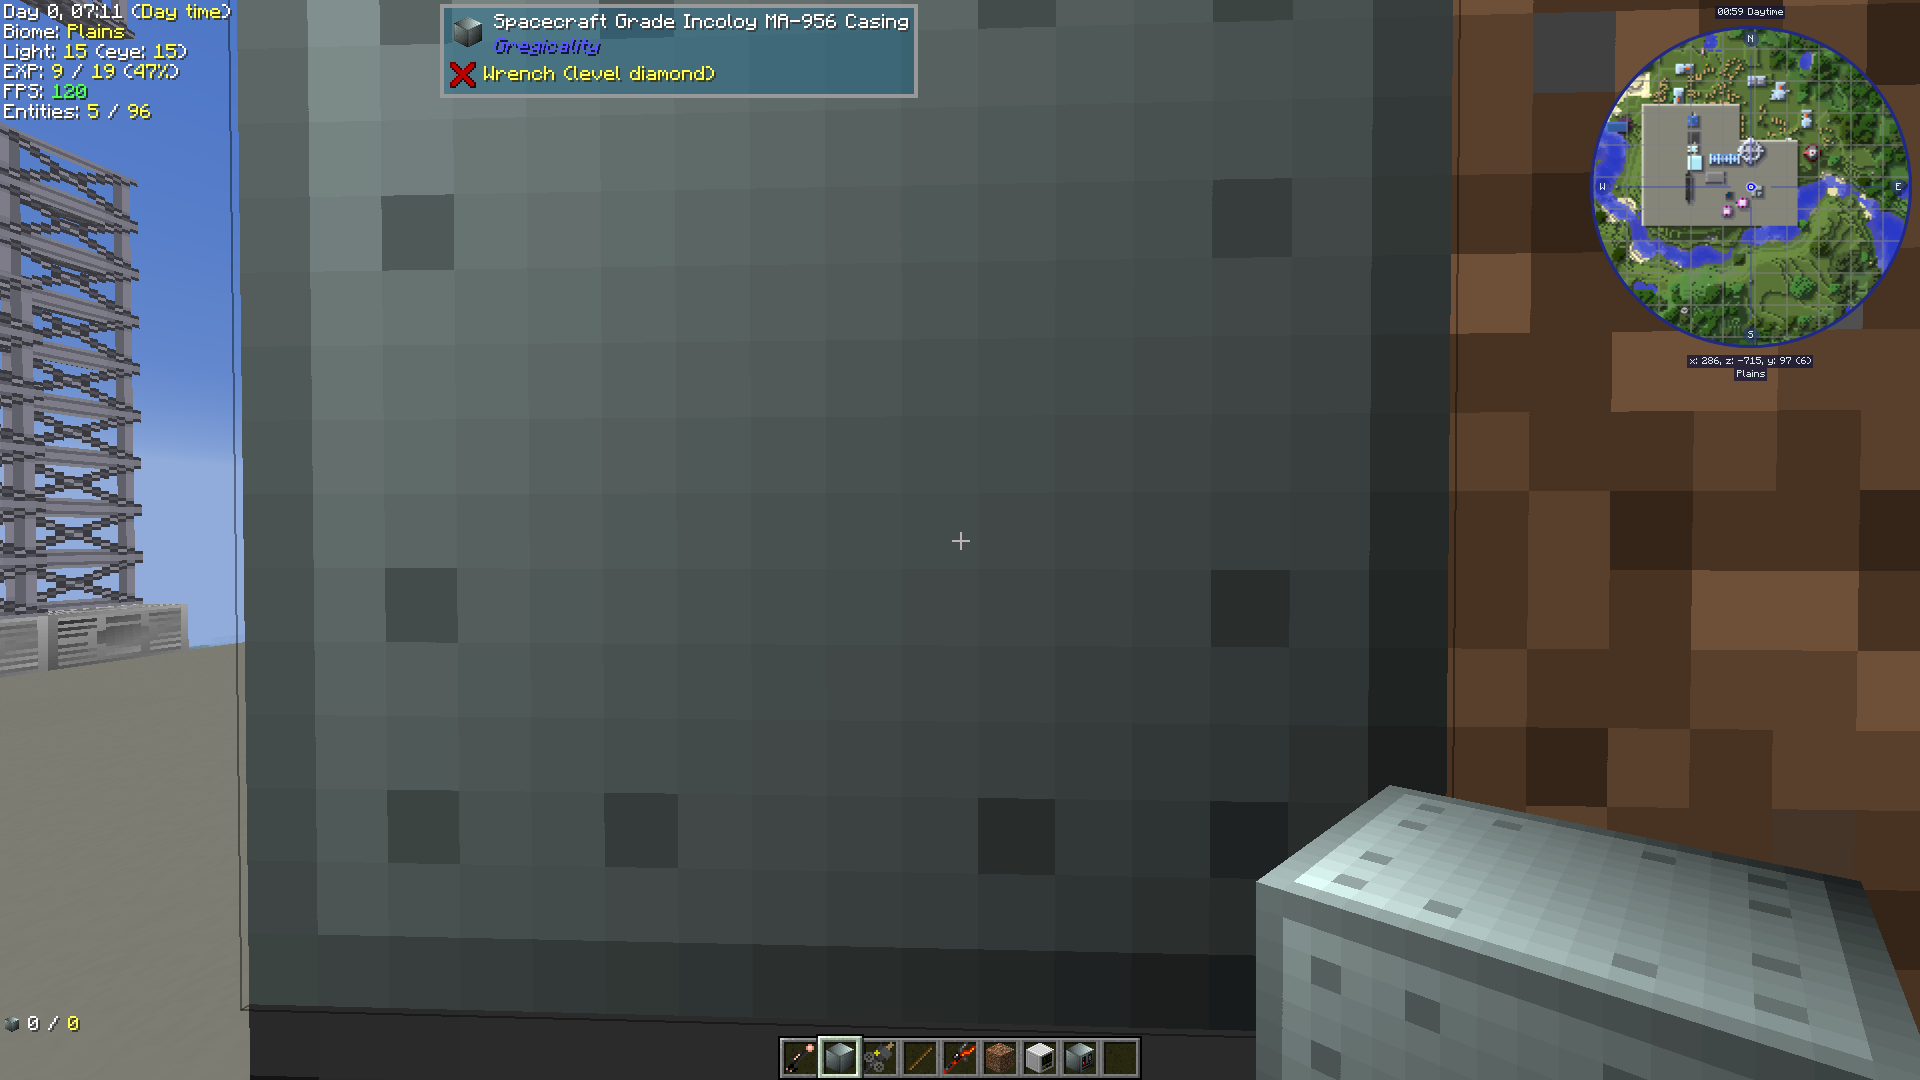 Day 0, 07:11 (Day time)
Biome: Plains
Light: 15 (eye: 15)
EXP: 9 / 19 (47%)
FPS: 120
Entities: 5 / 96
Spacecraft Grade Incoloy MA-956 Casing
Gregicality
Wrench (level diamond)
00:59 Daytime
N
W
E
S
x: 286, z: -715, y: 97 (6)
Plains
0 / 0